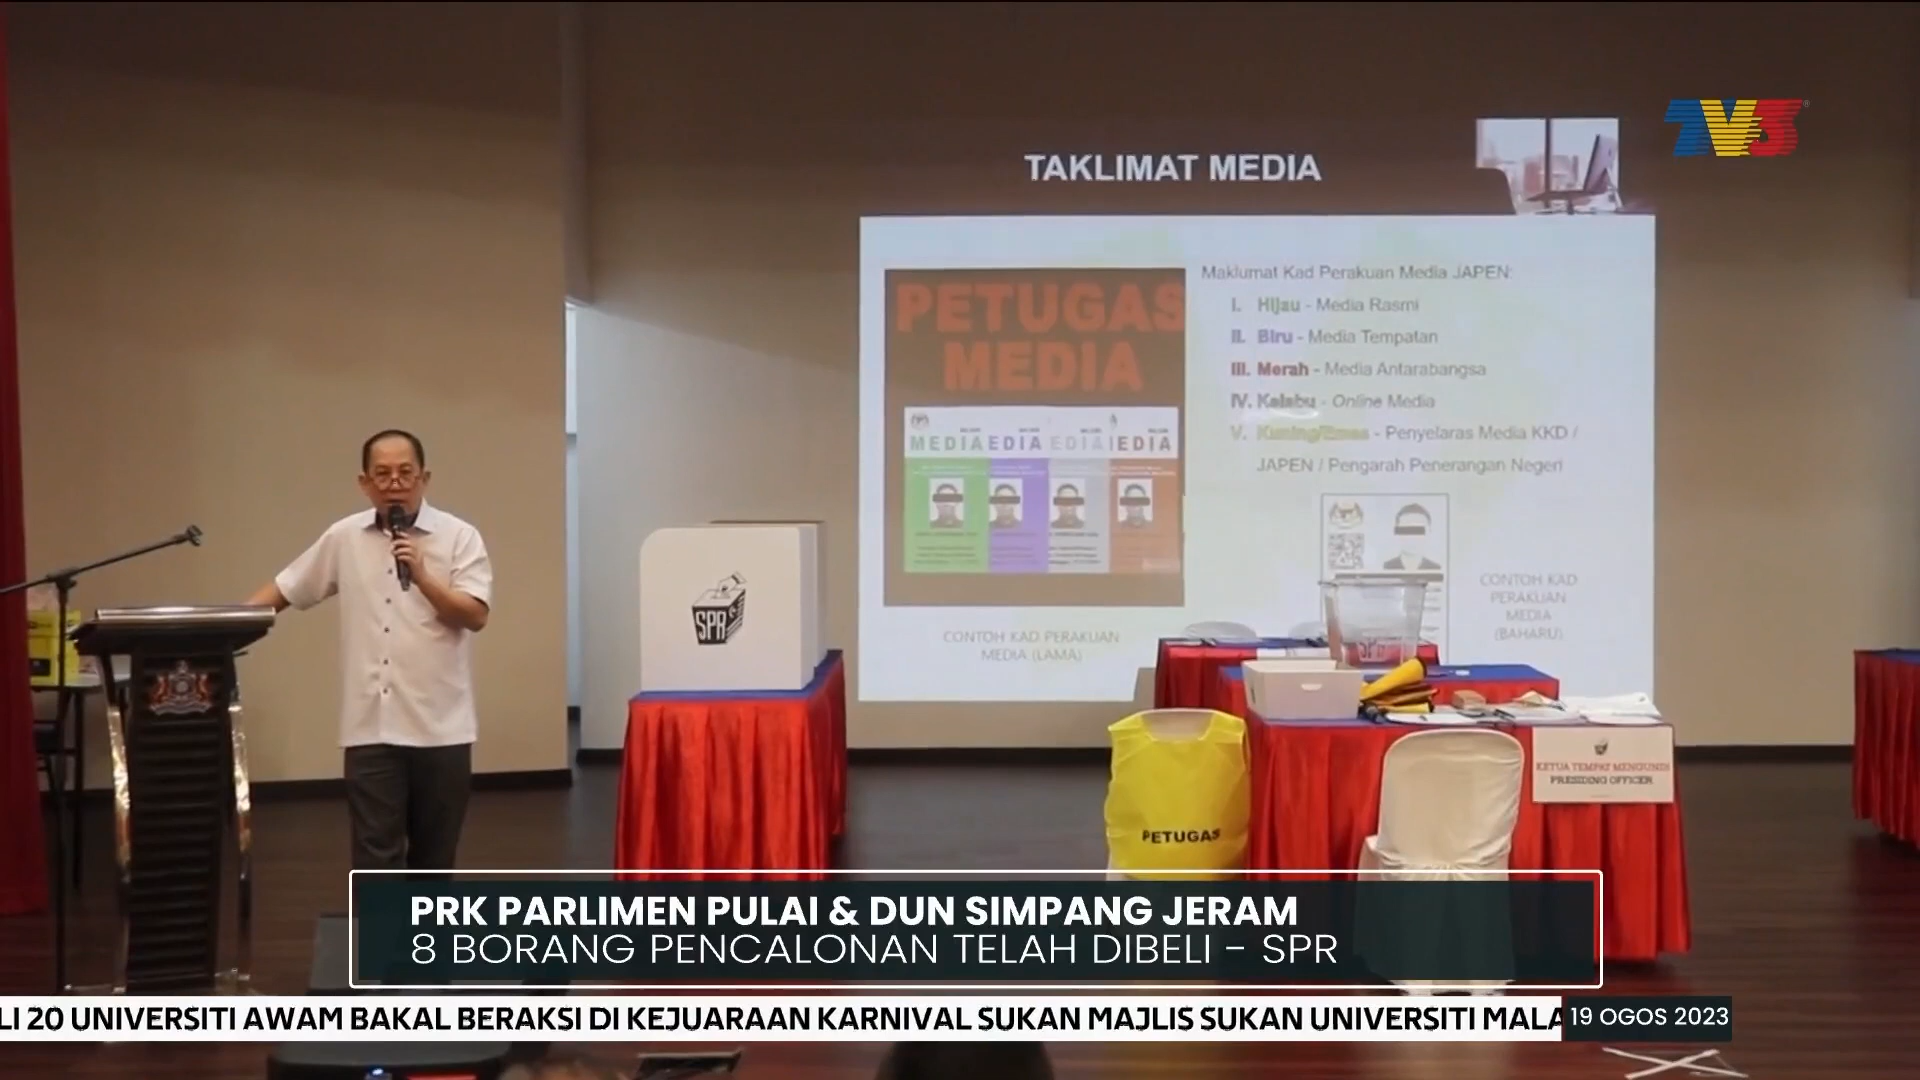 TV3
TAKLIMAT MEDIA
PETUGAS
MEDIA
MEDIA EDIA EDIA EDIA
CONTOH KAD PERAKUAN
MEDIA (LAMA)
Maklumat Kad Perakuan Media JAPEN:
I. Hijau - Media Rasmi
II. Biru - Media Tempatan
III. Merah - Media Antarabangsa
IV. Kelabu - Online Media
V. Kuning/Emas - Penyelaras Media KKD /
JAPEN / Pengarah Penerangan Negeri
CONTOH KAD
PERAKUAN
MEDIA
(BAHARU)
SPR
SPR
PETUGAS
KETUA TEMPAT MENGUNDI
PRESIDING OFFICER
PRK PARLIMEN PULAI & DUN SIMPANG JERAM
8 BORANG PENCALONAN TELAH DIBELI - SPR
LI 20 UNIVERSITI AWAM BAKAL BERAKSI DI KEJUARAAN KARNIVAL SUKAN MAJLIS SUKAN UNIVERSITI MALA
19 OGOS 2023